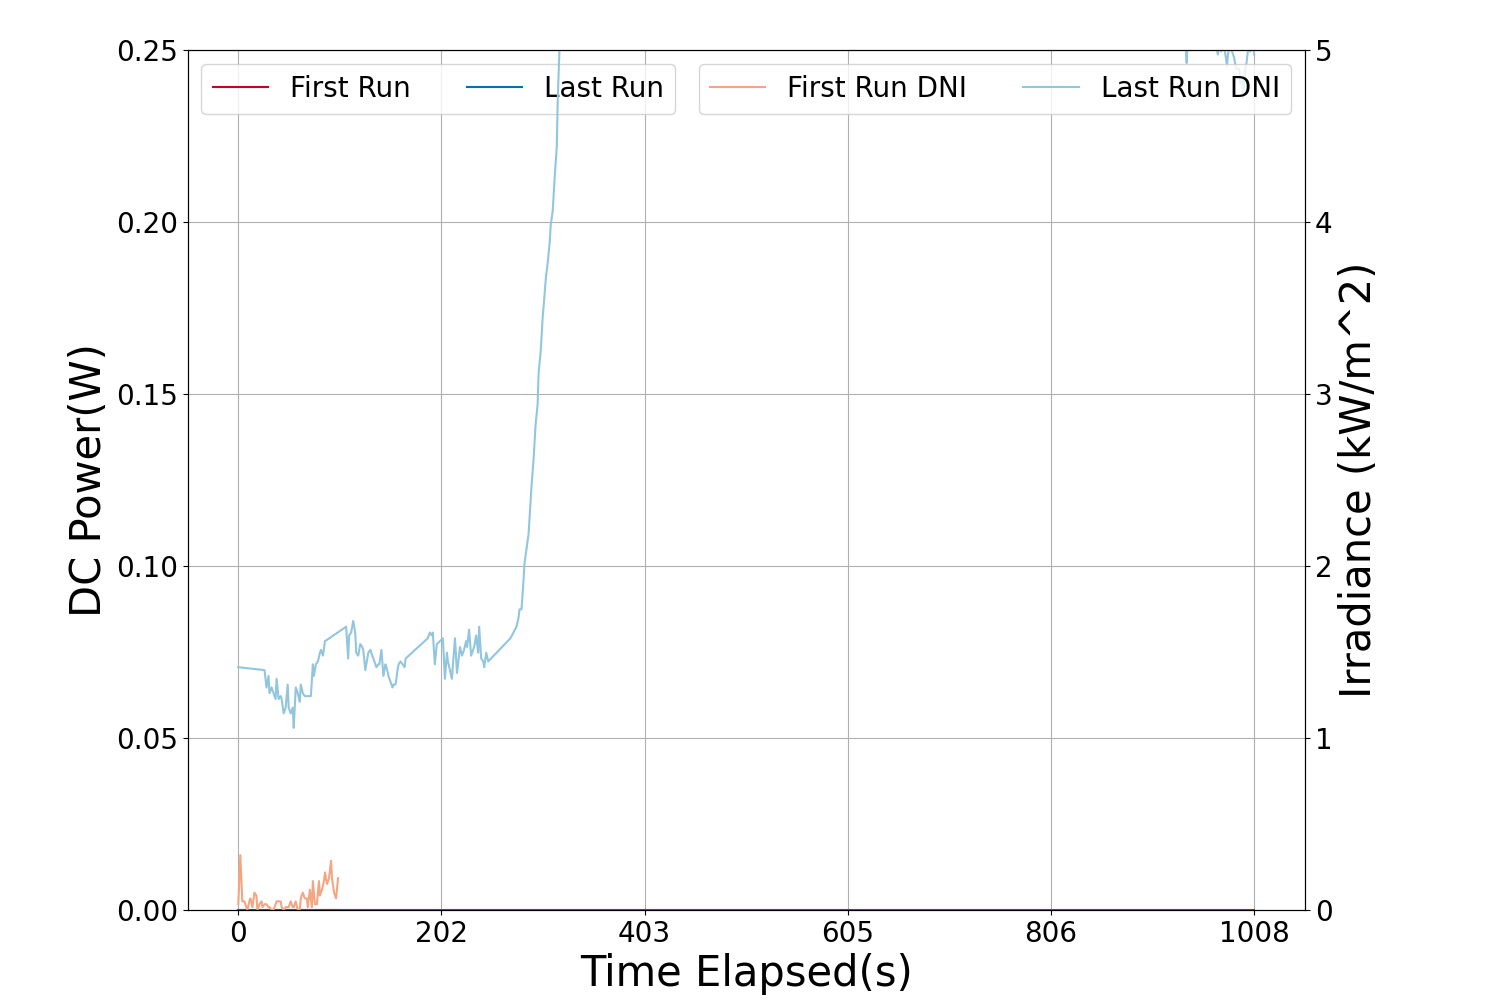 0.25
0.20
0.15
0.10
0.05
0.00
DC Power(W)
First Run
Last Run
First Run DNI
Last Run DNI
5
4
3
2
1
0
Irradiance (kW/m^2)
0
202
403
605
806
1008
Time Elapsed(s)